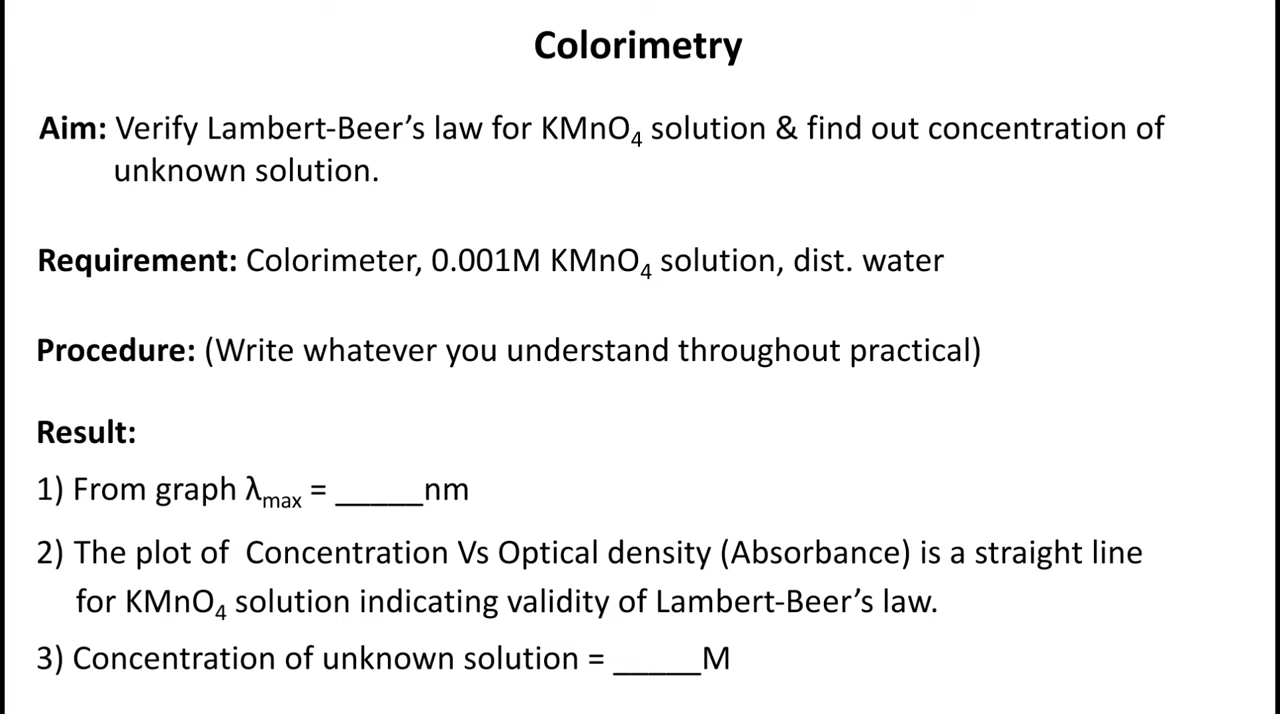 Colorimetry
Aim: Verify Lambert-Beer’s law for KMnO₄ solution & find out concentration of
unknown solution.
Requirement: Colorimeter, 0.001M KMnO₄ solution, dist. water
Procedure: (Write whatever you understand throughout practical)
Result:
1) From graph λmax = _____nm
2) The plot of  Concentration Vs Optical density (Absorbance) is a straight line
for KMnO₄ solution indicating validity of Lambert-Beer’s law.
3) Concentration of unknown solution = _____M